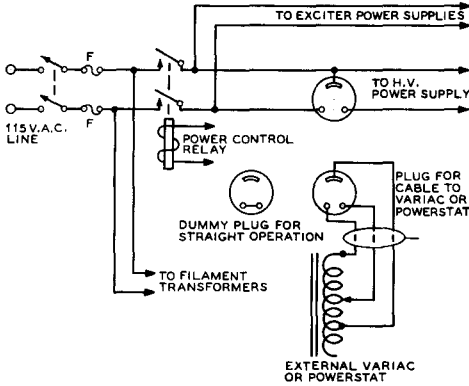 TO EXCITER POWER SUPPLIES
F
F
115 V.A.C.
LINE
TO H.V.
POWER SUPPLY
POWER CONTROL
RELAY
PLUG FOR
CABLE TO
VARIAC OR
POWERSTAT
DUMMY PLUG FOR
STRAIGHT OPERATION
TO FILAMENT
TRANSFORMERS
EXTERNAL VARIAC
OR POWERSTAT